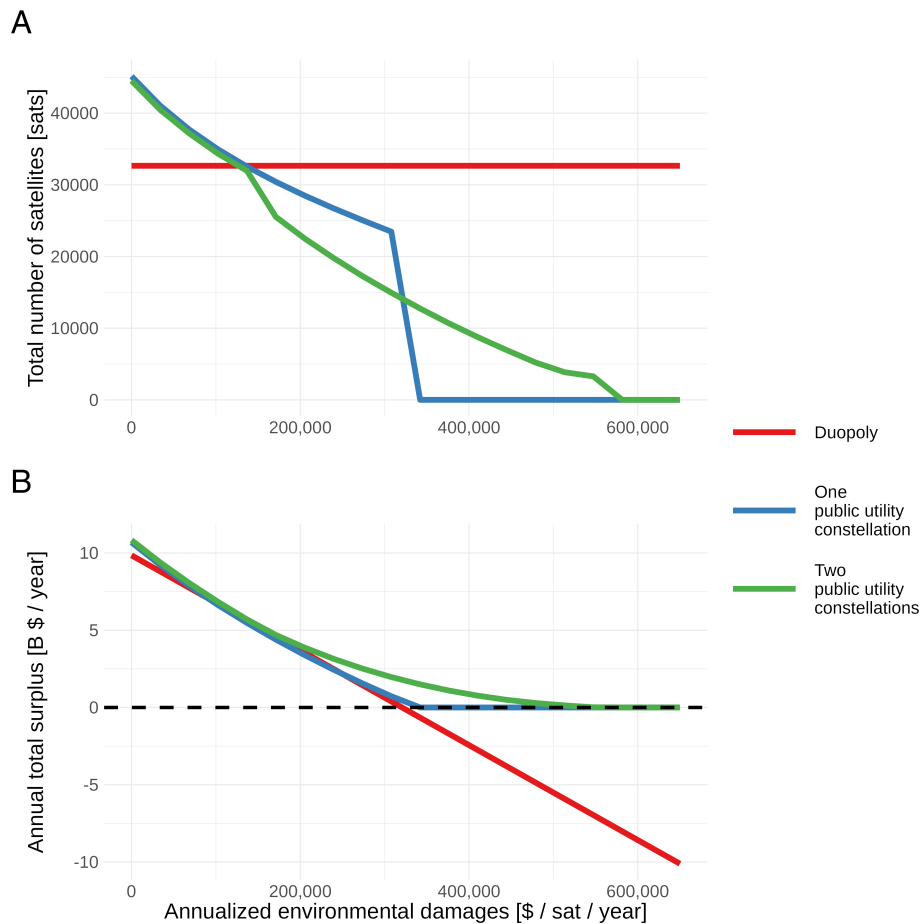 A
Total number of satellites [sats]
40000
30000
20000
10000
0
0
200,000
400,000
600,000
Duopoly
One
public utility
constellation
Two
public utility
constellations
B
Annual total surplus [B $ / year]
10
5
0
-5
-10
0
200,000
400,000
600,000
Annualized environmental damages [$ / sat / year]